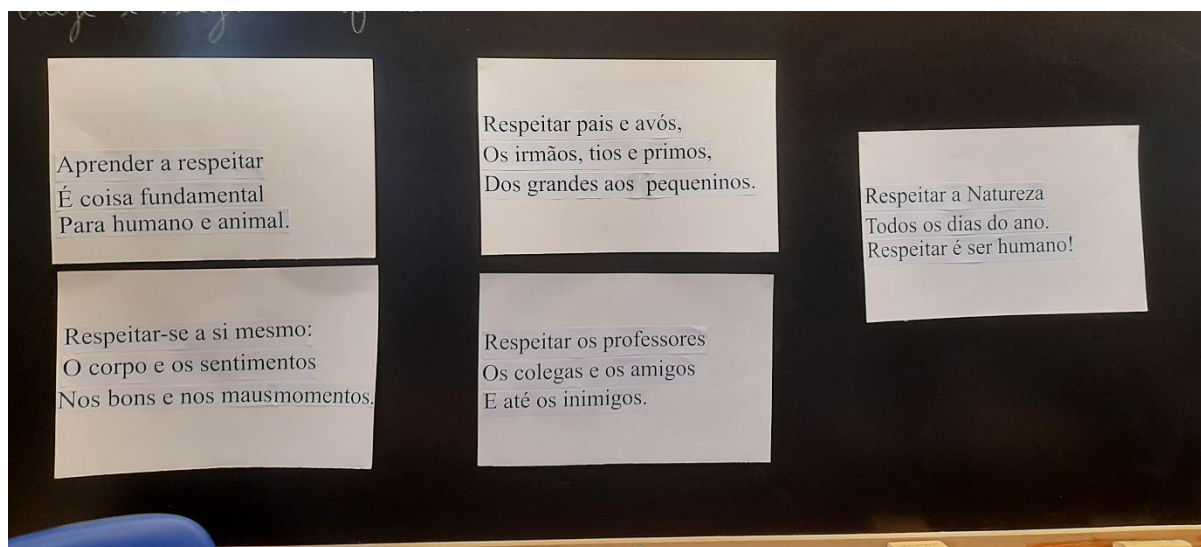 Aprender a respeitar
É coisa fundamental
Para humano e animal.
Respeitar-se a si mesmo:
O corpo e os sentimentos
Nos bons e nos mausmomentos.
Respeitar pais e avós,
Os irmãos, tios e primos,
Dos grandes aos pequeninos.
Respeitar os professores
Os colegas e os amigos
E até os inimigos.
Respeitar a Natureza
Todos os dias do ano.
Respeitar é ser humano!